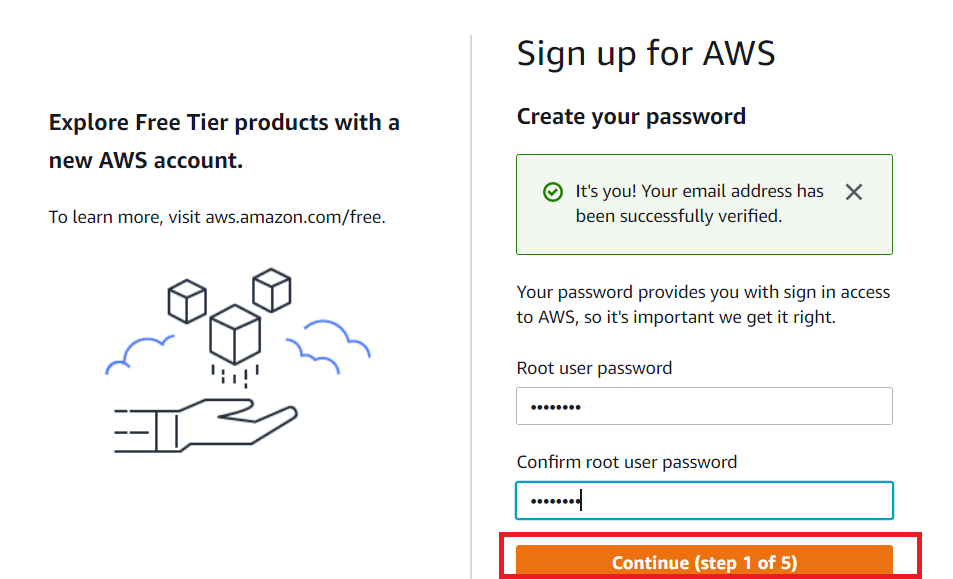 Explore Free Tier products with a
new AWS account.
To learn more, visit aws.amazon.com/free.
Sign up for AWS
Create your password
It's you! Your email address has
been successfully verified.
Your password provides you with sign in access
to AWS, so it's important we get it right.
Root user password
••••••••
Confirm root user password
••••••••
Continue (step 1 of 5)